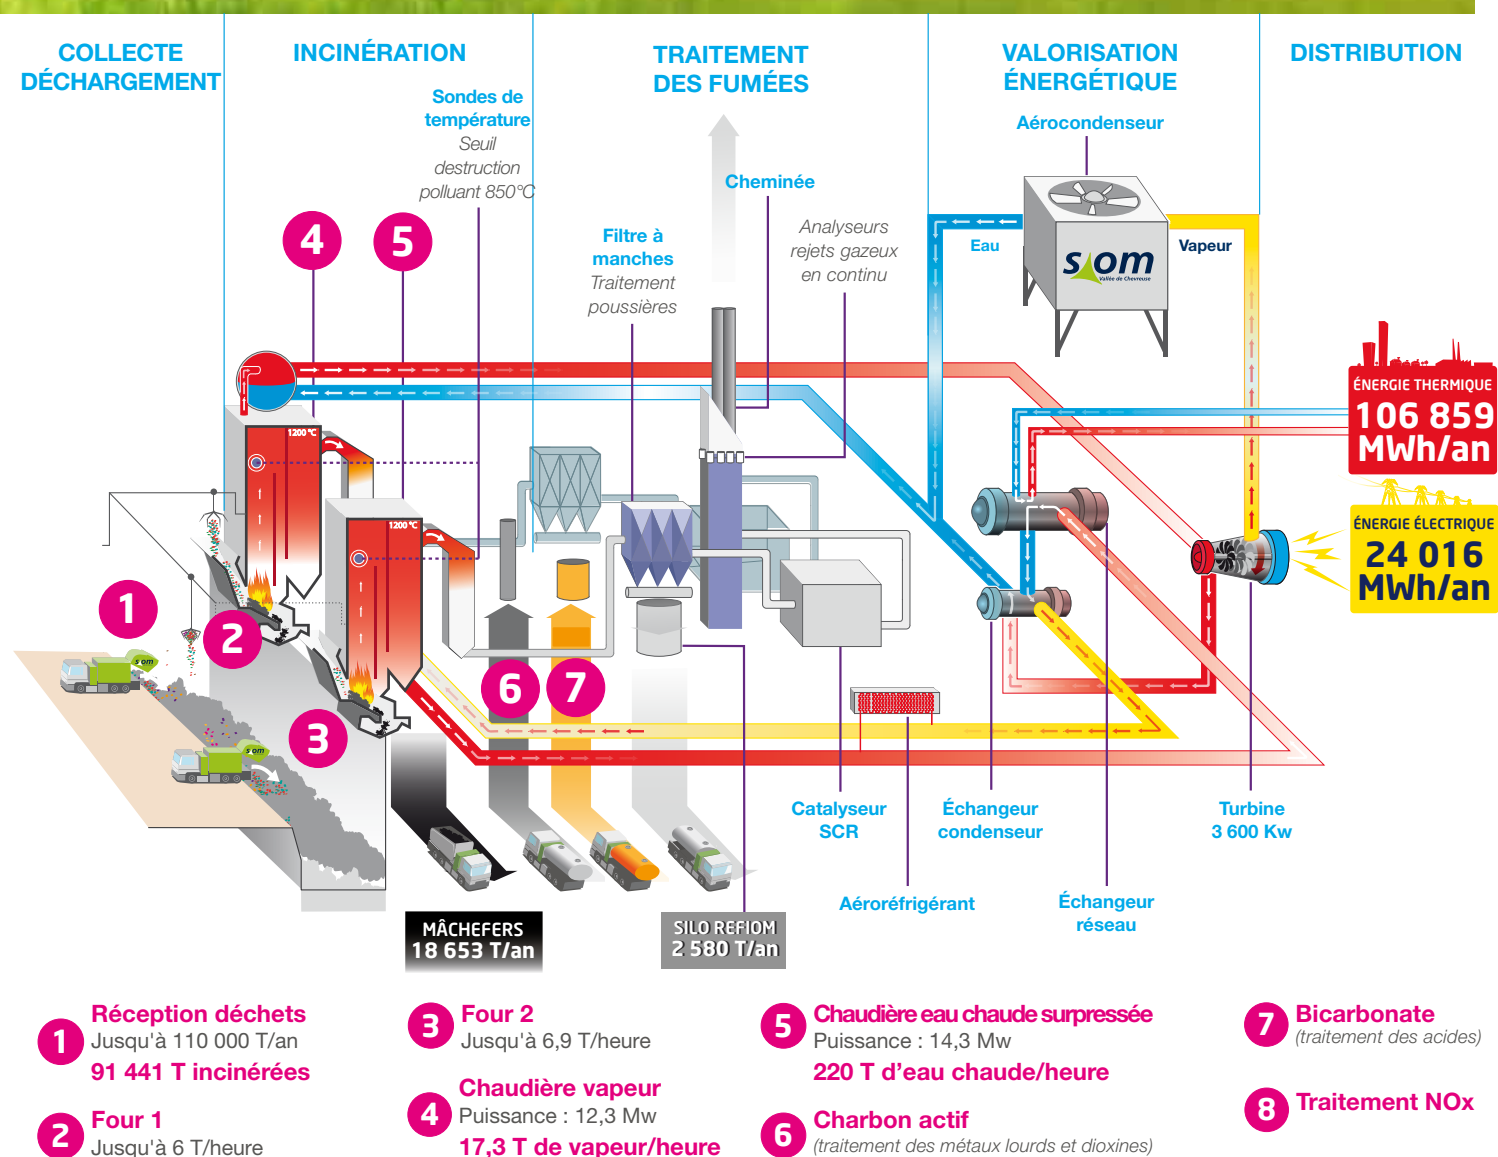 COLLECTE
DÉCHARGEMENT
INCINÉRATION
TRAITEMENT
DES FUMÉES
VALORISATION
ÉNERGÉTIQUE
DISTRIBUTION
Sondes de
température
Seuil
destruction
polluant 850°C
4
5
Cheminée
Filtre à
manches
Traitement
poussières
Analyseurs
rejets gazeux
en continu
Aérocondenseur
Eau
Vapeur
siom
Vallée de Chevreuse
1200 °C
1200 °C
ÉNERGIE THERMIQUE
106 859
MWh/an
ÉNERGIE ÉLECTRIQUE
24 016
MWh/an
1
2
3
6
7
siom
siom
Catalyseur
SCR
Échangeur
condenseur
Turbine
3 600 Kw
Aéroréfrigérant
Échangeur
réseau
MÂCHEFERS
18 653 T/an
SILO REFIOM
2 580 T/an
1 Réception déchets
Jusqu'à 110 000 T/an
91 441 T incinérées
2 Four 1
Jusqu'à 6 T/heure
3 Four 2
Jusqu'à 6,9 T/heure
4 Chaudière vapeur
Puissance : 12,3 Mw
17,3 T de vapeur/heure
5 Chaudière eau chaude surpressée
Puissance : 14,3 Mw
220 T d'eau chaude/heure
6 Charbon actif
(traitement des métaux lourds et dioxines)
7 Bicarbonate
(traitement des acides)
8 Traitement NOx